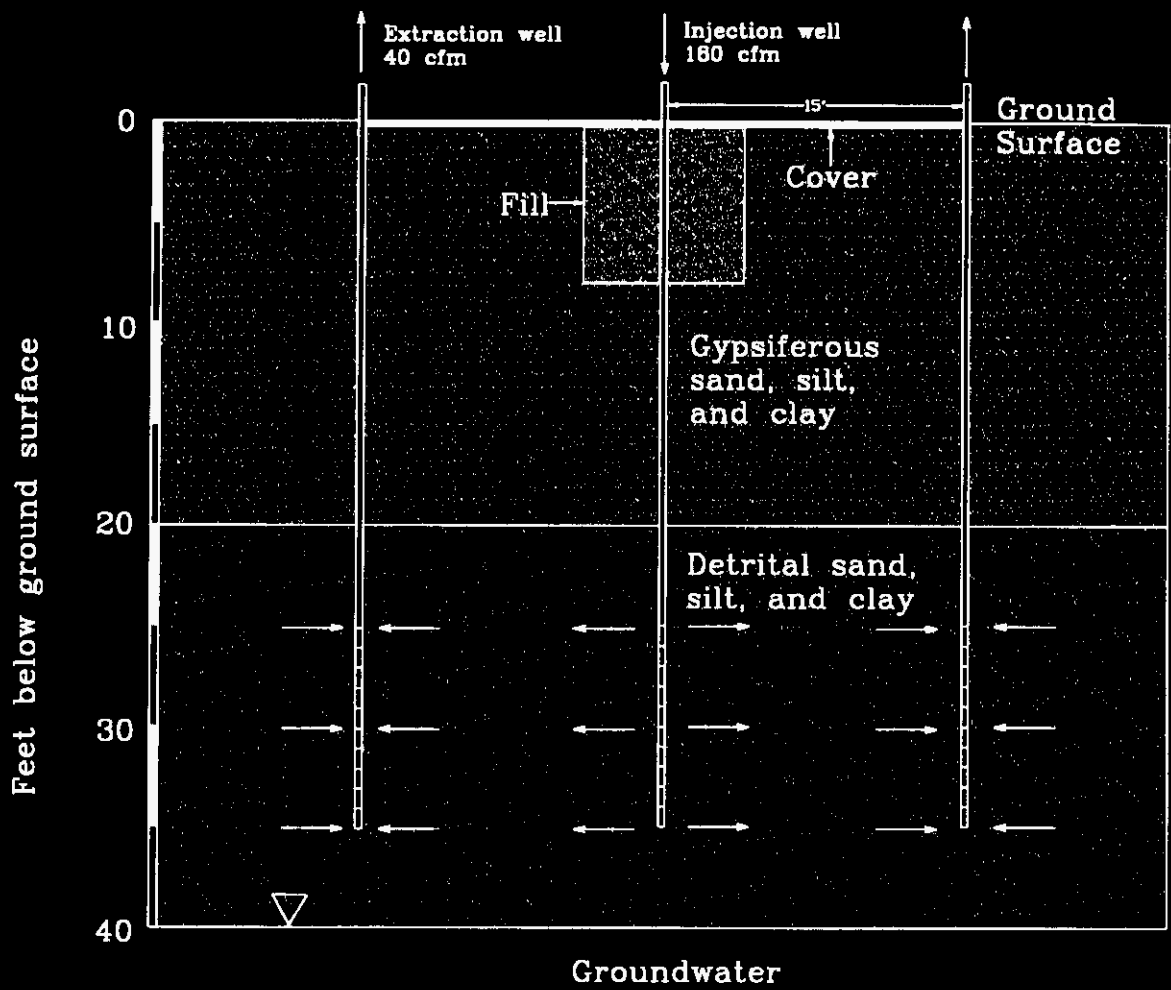 Extraction well
40 cfm
Injection well
160 cfm
15'
Ground
Surface
0
Cover
Fill
10
Gypsiferous
sand, silt,
and clay
Feet below ground surface
20
Detrital sand,
silt, and clay
30
40
Groundwater